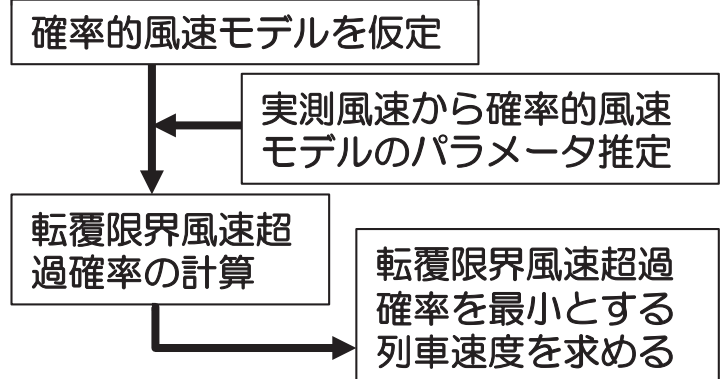 確率的風速モデルを仮定
実測風速から確率的風速
モデルのパラメータ推定
転覆限界風速超
過確率の計算
転覆限界風速超過
確率を最小とする
列車速度を求める